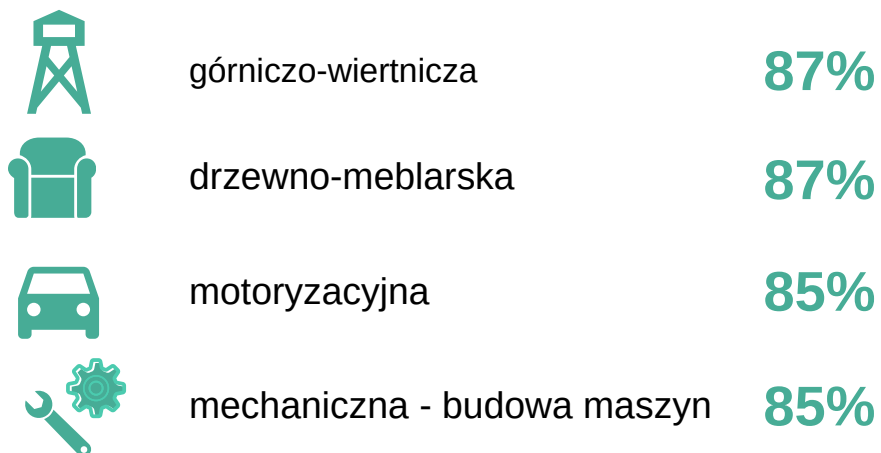 górniczo-wiertnicza 87%
drzewno-meblarska 87%
motoryzacyjna 85%
mechaniczna - budowa maszyn 85%